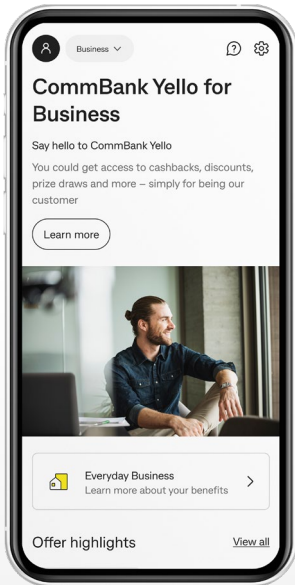 Business
CommBank Yello for
Business
Say hello to CommBank Yello
You could get access to cashbacks, discounts,
prize draws and more – simply for being our
customer
Learn more
Everyday Business
Learn more about your benefits
Offer highlights
View all